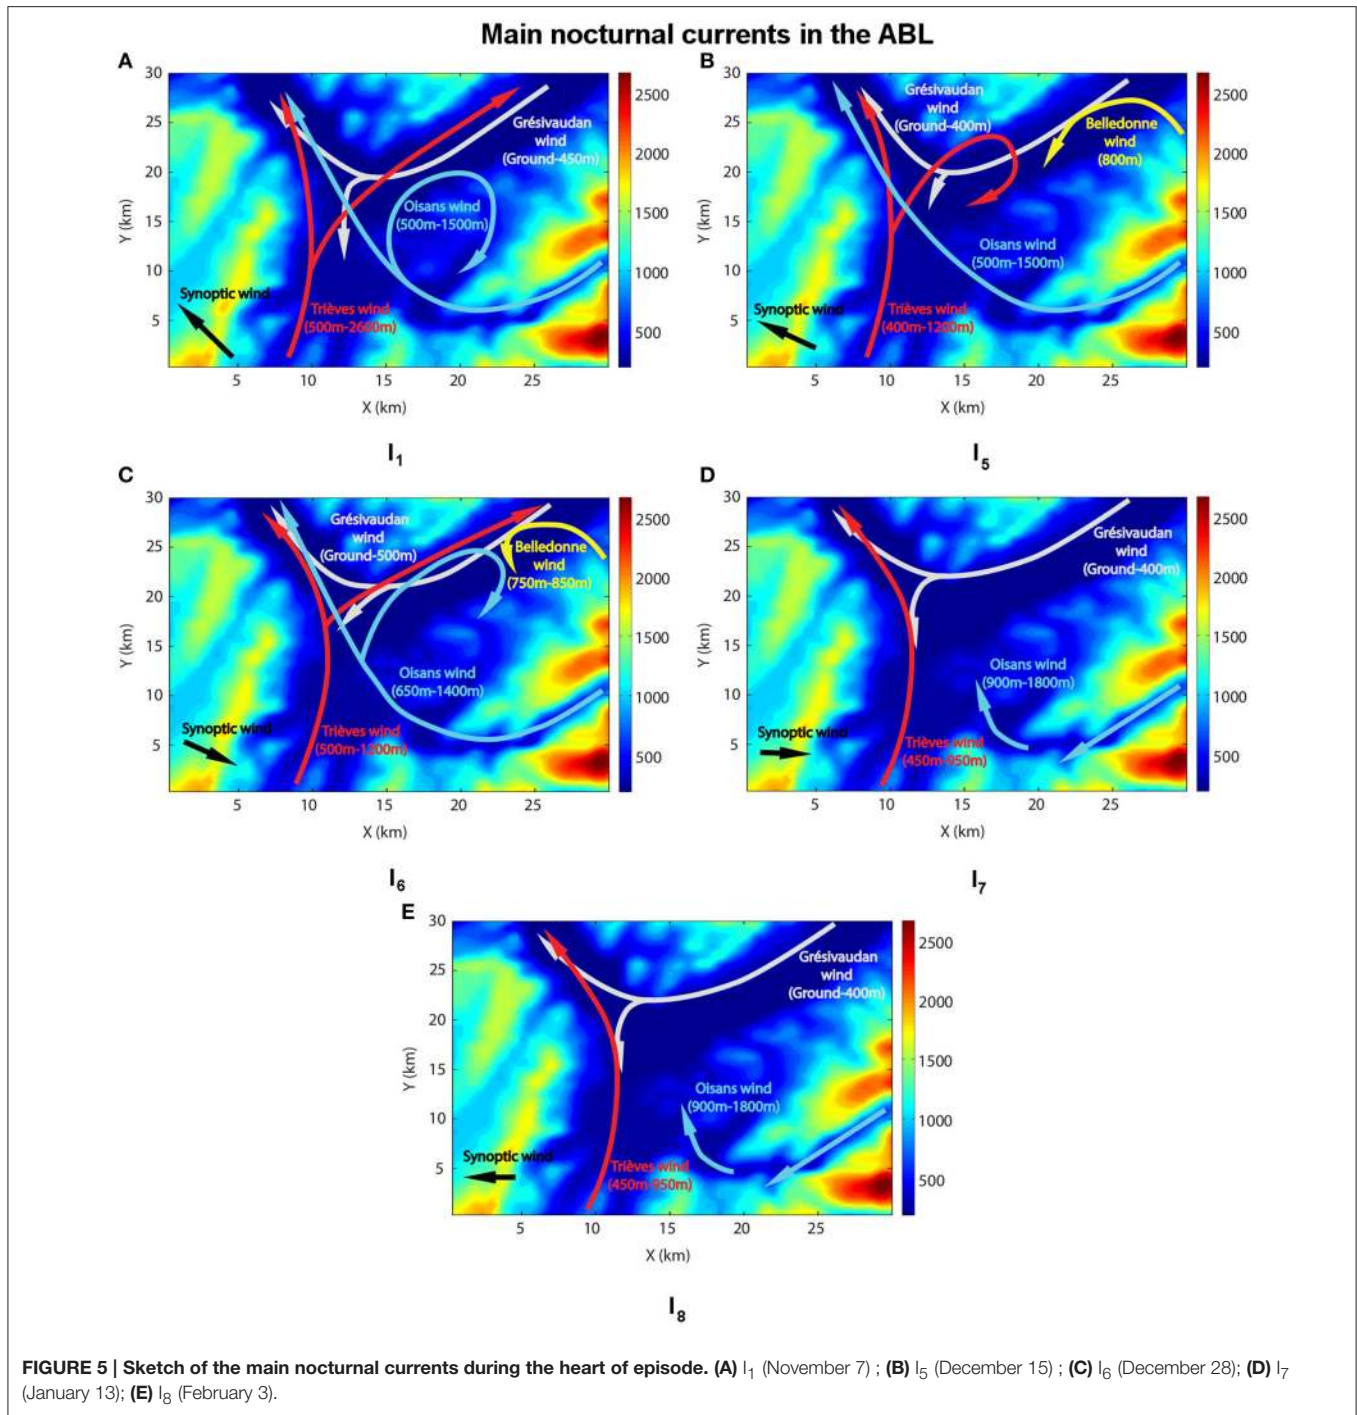 Main nocturnal currents in the ABL
A
30
25
20
15
10
5
Y (km)
5
10
15
20
25
X (km)
2500
2000
1500
1000
500
Grésivaudan
wind
(Ground-450m)
Oisans wind
(500m-1500m)
Synoptic wind
Trièves wind
(500m-2600m)
I1
B
30
25
20
15
10
5
Y (km)
5
10
15
20
25
X (km)
2500
2000
1500
1000
500
Grésivaudan
wind
(Ground-400m)
Belledonne
wind
(800m)
Oisans wind
(500m-1500m)
Synoptic wind
Trièves wind
(400m-1200m)
I5
C
30
25
20
15
10
5
Y (km)
5
10
15
20
25
X (km)
2500
2000
1500
1000
500
Grésivaudan
wind
(Ground-500m)
Belledonne
wind
(750m-850m)
Oisans wind
(650m-1400m)
Synoptic wind
Trièves wind
(500m-1200m)
I6
D
30
25
20
15
10
5
Y (km)
5
10
15
20
25
X (km)
2500
2000
1500
1000
500
Grésivaudan
wind
(Ground-400m)
Oisans wind
(900m-1800m)
Synoptic wind
Trièves wind
(450m-950m)
I7
E
30
25
20
15
10
5
Y (km)
5
10
15
20
25
X (km)
2500
2000
1500
1000
500
Grésivaudan
wind
(Ground-400m)
Oisans wind
(900m-1800m)
Synoptic wind
Trièves wind
(450m-950m)
I8
FIGURE 5 | Sketch of the main nocturnal currents during the heart of episode. (A) I1 (November 7) ; (B) I5 (December 15) ; (C) I6 (December 28); (D) I7
(January 13); (E) I8 (February 3).